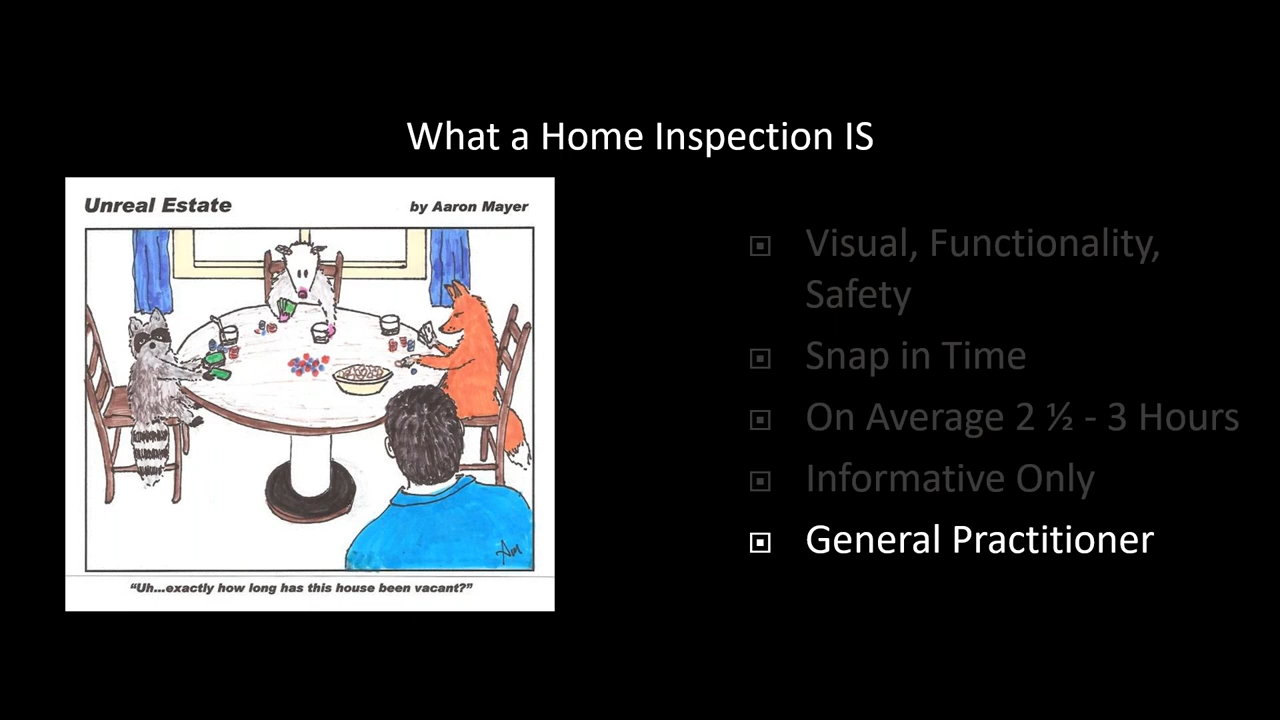 What a Home Inspection IS
Unreal Estate
by Aaron Mayer
Am
“Uh...exactly how long has this house been vacant?”
Visual, Functionality,
Safety
Snap in Time
On Average 2 ½ - 3 Hours
Informative Only
General Practitioner